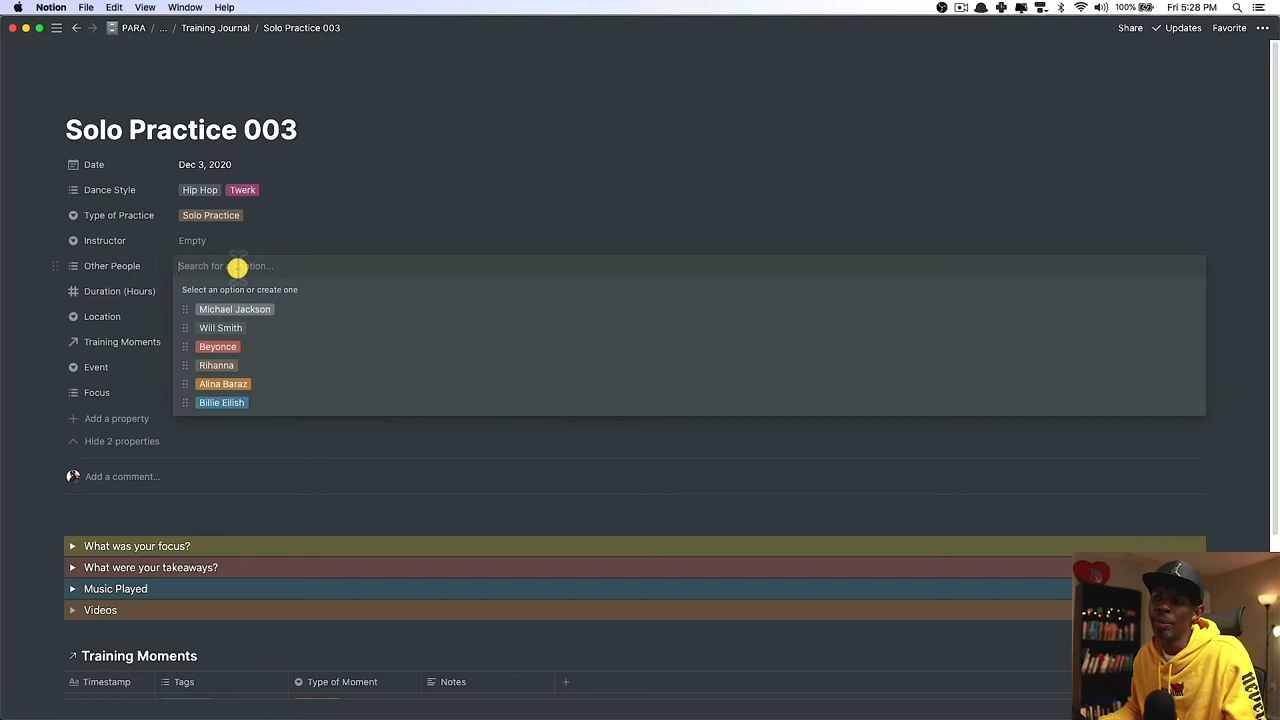 Notion File Edit View Window Help 100% Fri 5:28 PM
PARA / ... / Training Journal / Solo Practice 003 Share Updates Favorite
Solo Practice 003
Date Dec 3, 2020
Dance Style Hip Hop Twerk
Type of Practice Solo Practice
Instructor Empty
Other People Search for
Duration (Hours) Select an option or create one
Michael Jackson
Location
Will Smith
Training Moments Beyonce
Event Rihanna
Alina Baraz
Focus
Billie Eilish
Add a property
Hide 2 properties
Add a comment...
What was your focus?
What were your takeaways?
Music Played
Videos
Training Moments
Aa Timestamp Tags Type of Moment Notes